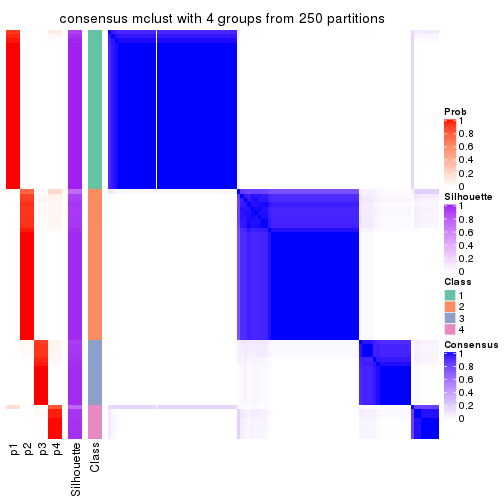 consensus mclust with 4 groups from 250 partitions
Prob
1
0.8
0.6
0.4
0.2
0
Silhouette
1
0.8
0.6
0.4
0.2
0
Class
1
2
3
4
Consensus
1
0.8
0.6
0.4
0.2
0
p1
p2
p3
p4
Silhouette
Class